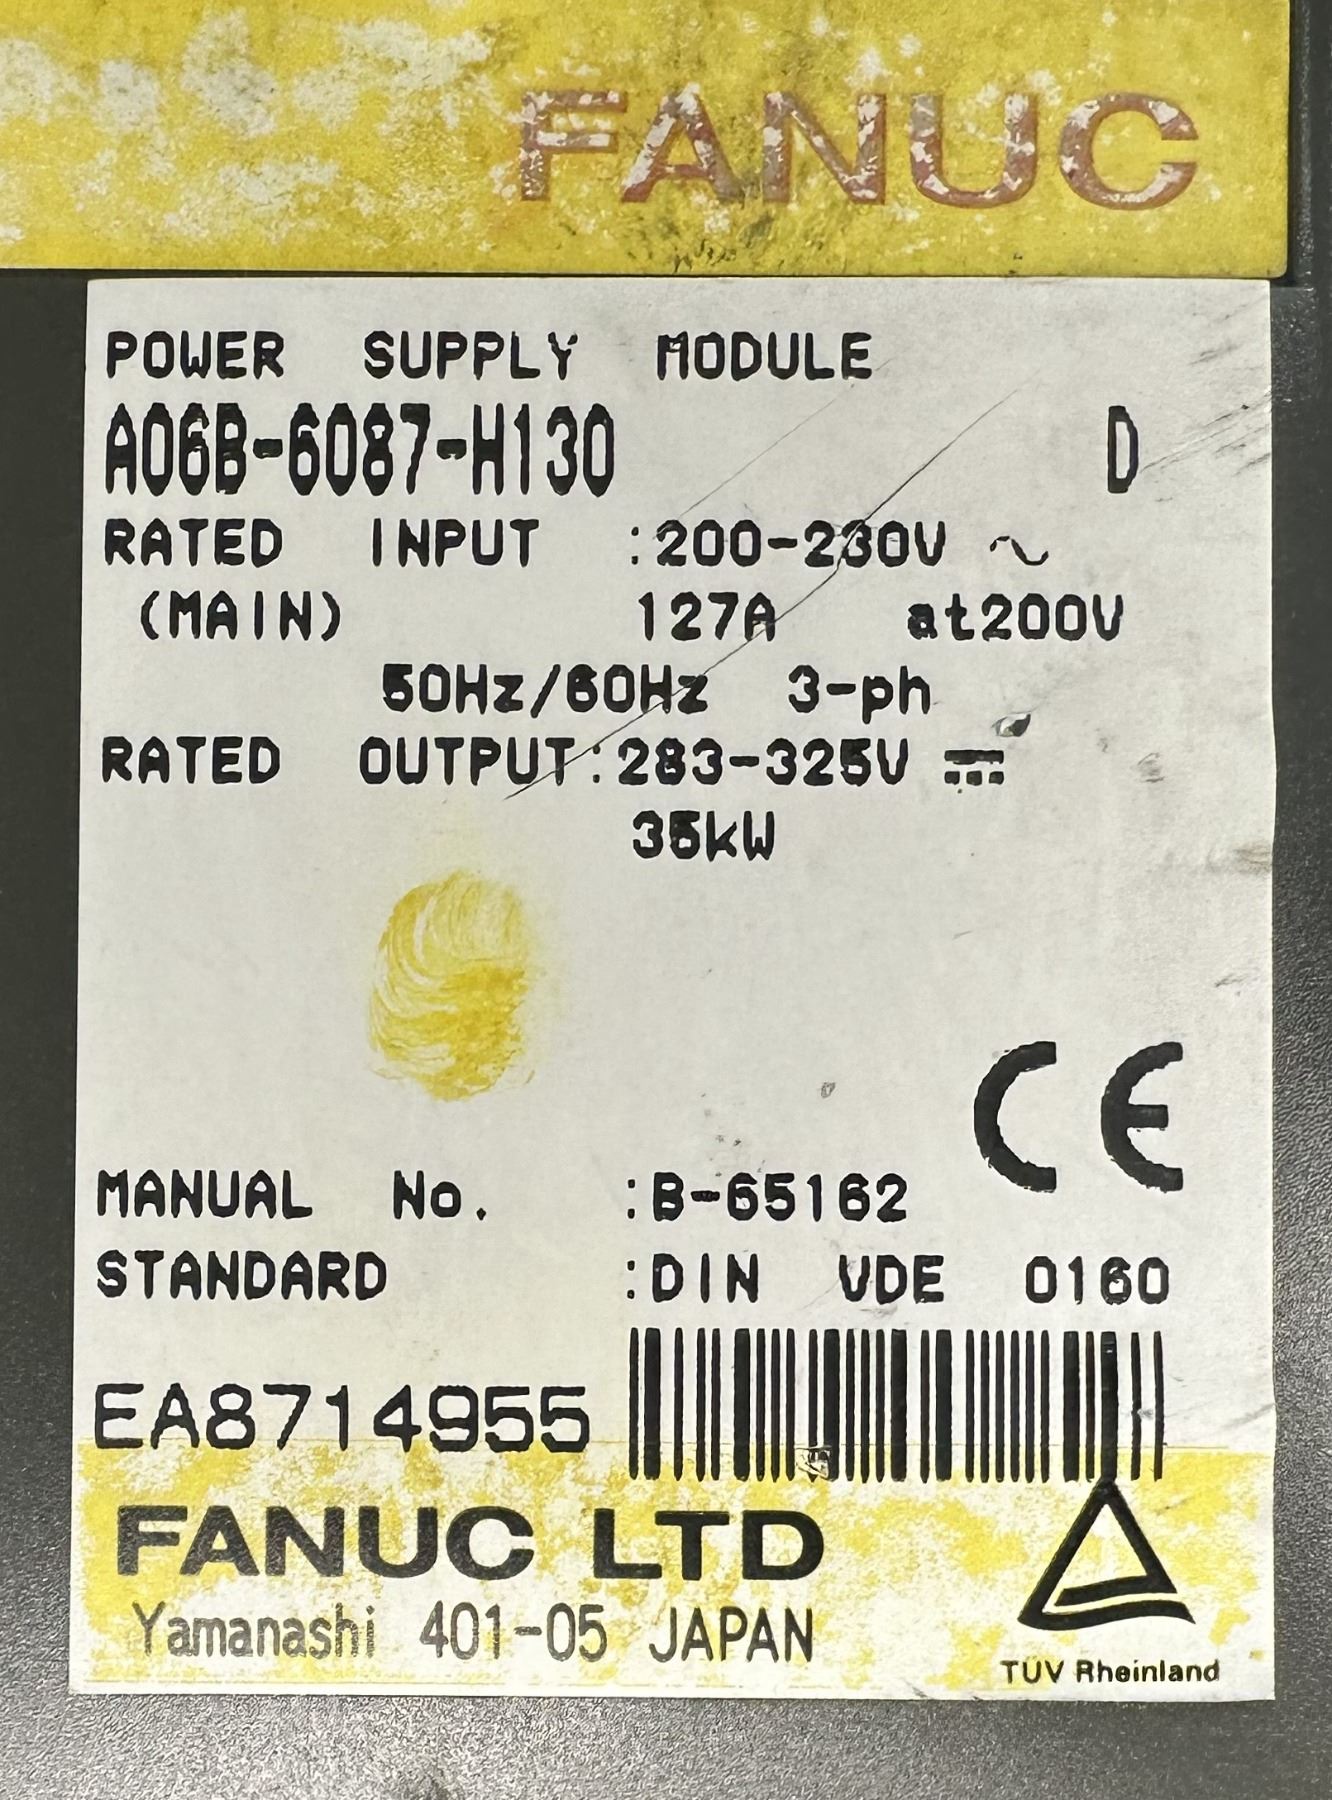 FANUC
POWER SUPPLY MODULE
A06B-6087-H130 D
RATED INPUT :200-230V ~
(MAIN) 127A at200V
50Hz/60Hz 3-ph
RATED OUTPUT:283-325V ⎓
35kW
CE
MANUAL No. :B-65162
STANDARD :DIN VDE 0160
EA8714955
FANUC LTD
Yamanashi 401-05 JAPAN
TUV Rheinland